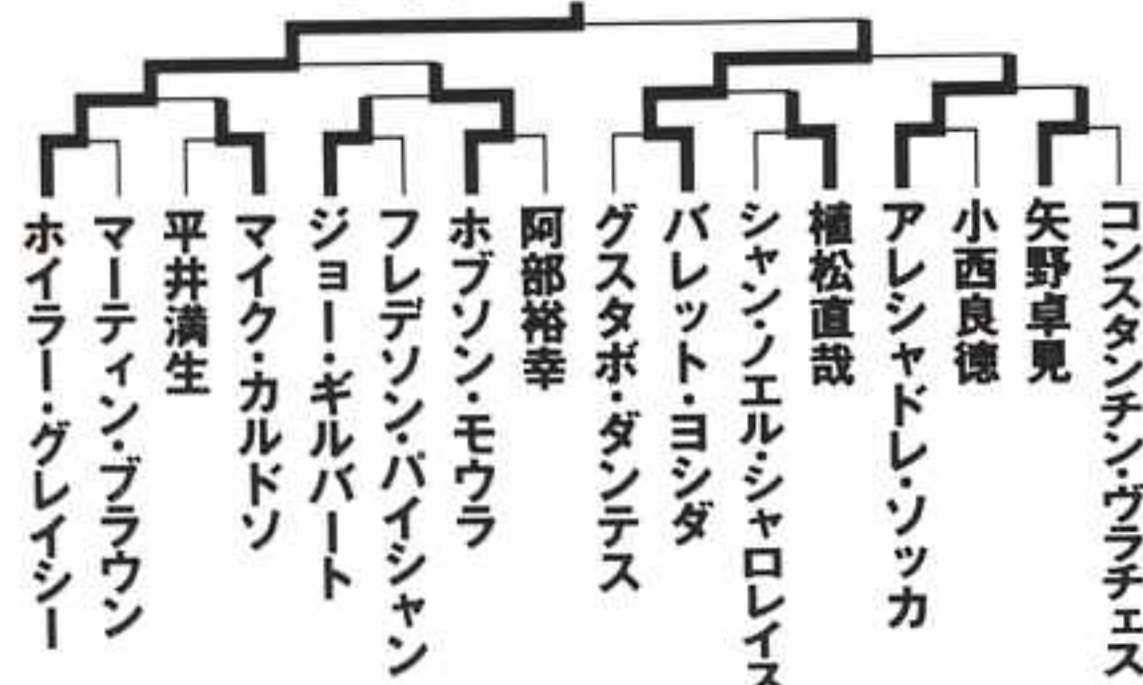 ホイラー・グレイシー
マーティン・ブラウン
平井満生
マイク・カルドソ
ジョー・ギルバート
フレデソン・パイシャン
ホブソン・モウラ
阿部裕幸
グスタボ・ダンテス
バレット・ヨシダ
シャン・ノエル・シャロレイス
植松直哉
アレシャドレ・ソッカ
小西良徳
矢野卓見
コンスタンチン・ヴラチェス